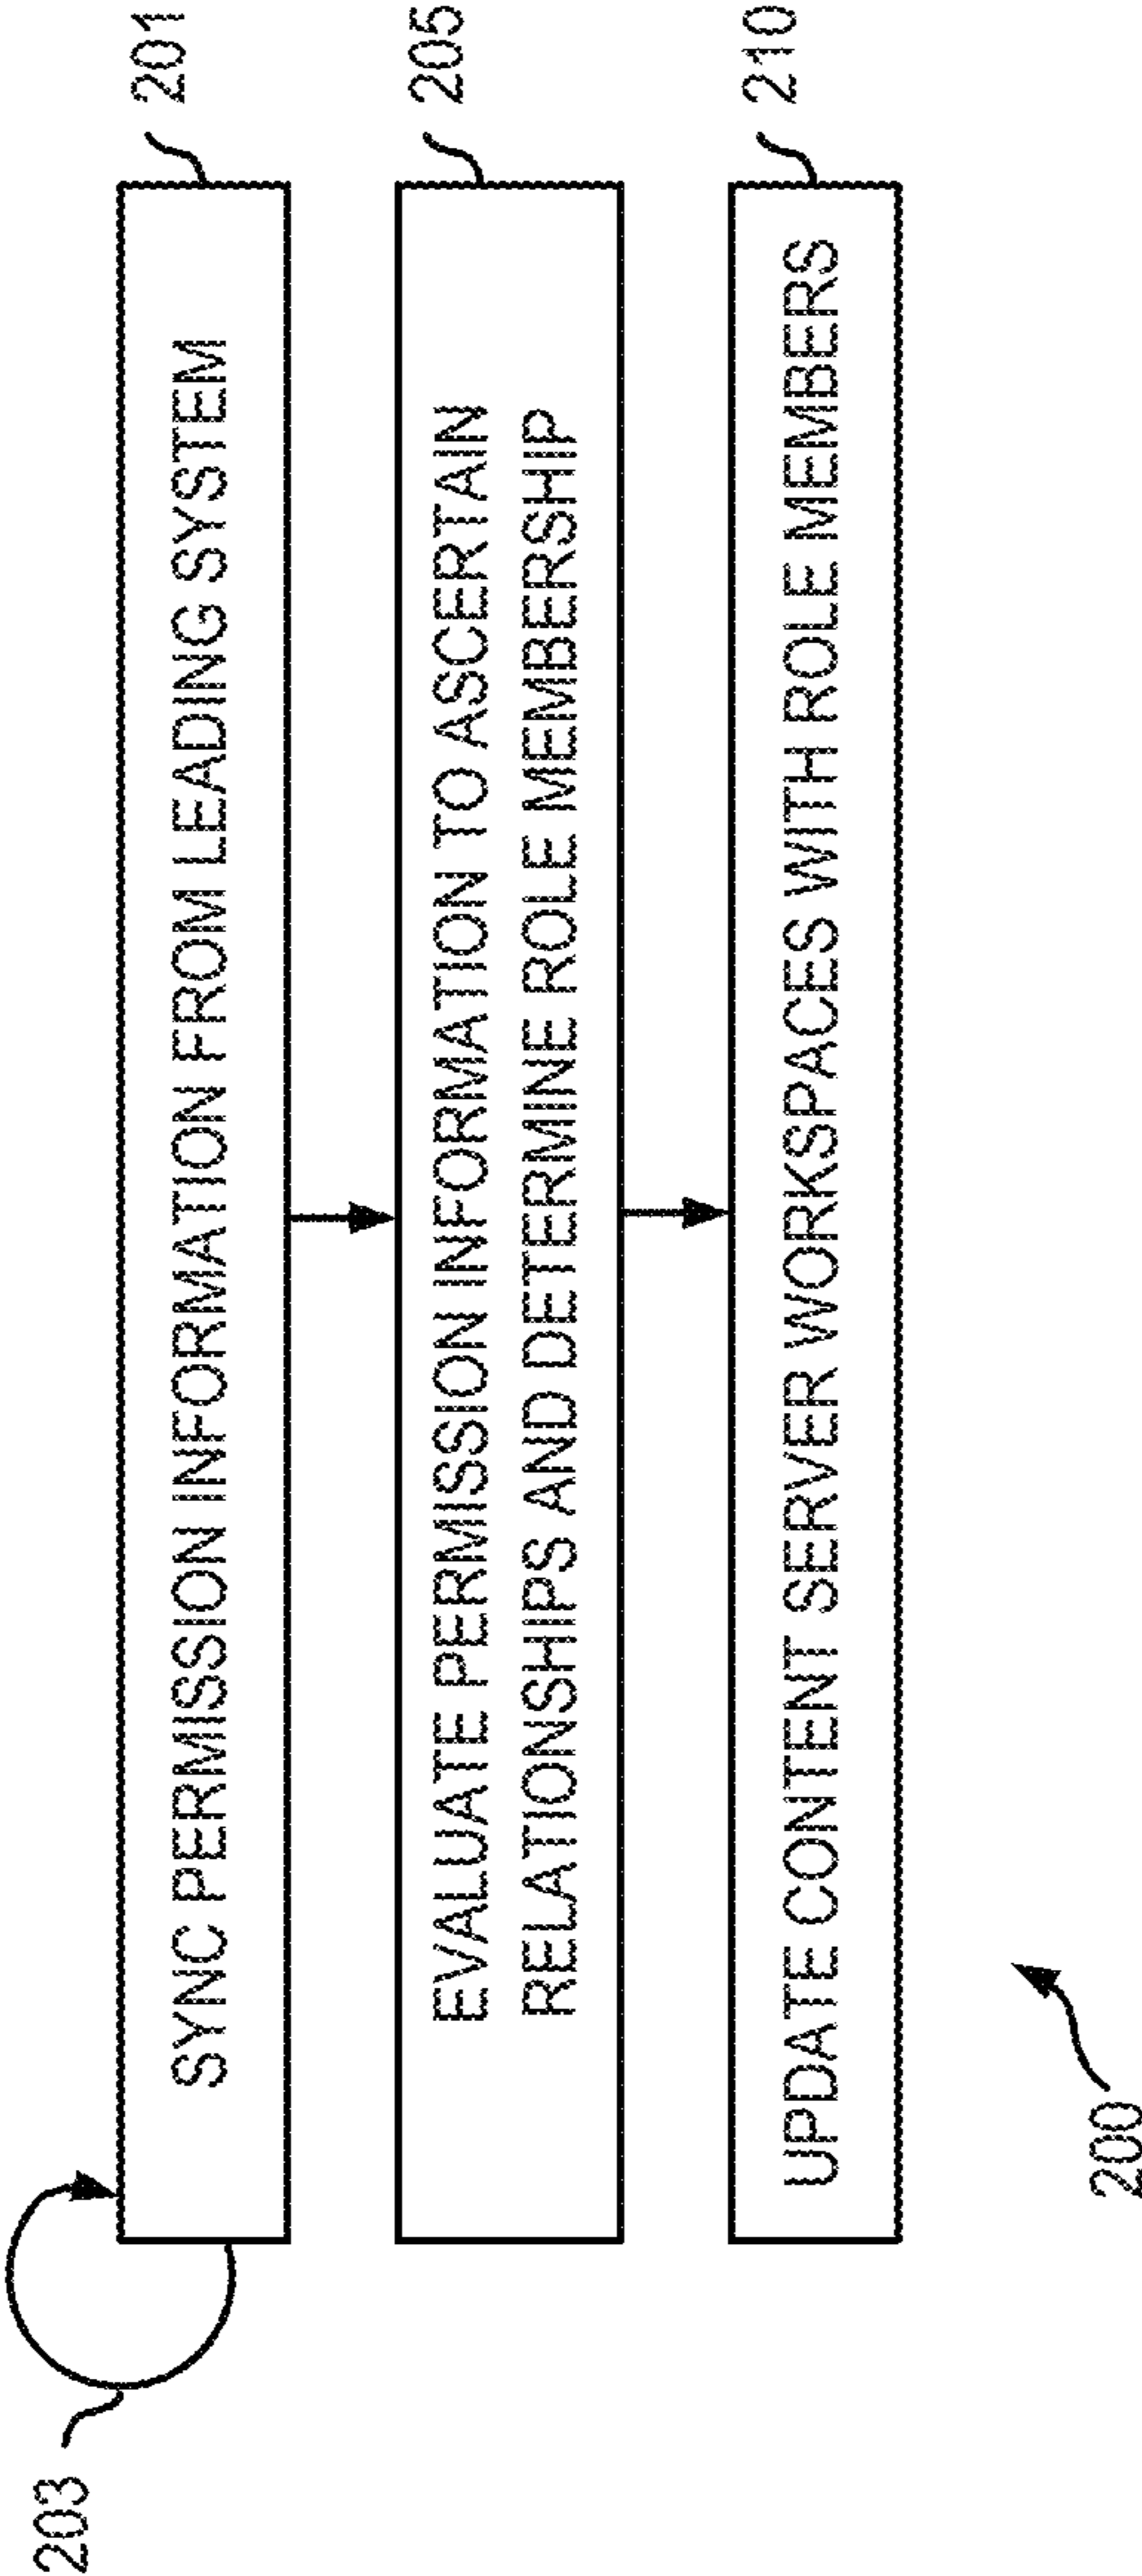 203
SYNC PERMISSION INFORMATION FROM LEADING SYSTEM
201
EVALUATE PERMISSION INFORMATION TO ASCERTAIN
RELATIONSHIPS AND DETERMINE ROLE MEMBERSHIP
205
UPDATE CONTENT SERVER WORKSPACES WITH ROLE MEMBERS
210
200